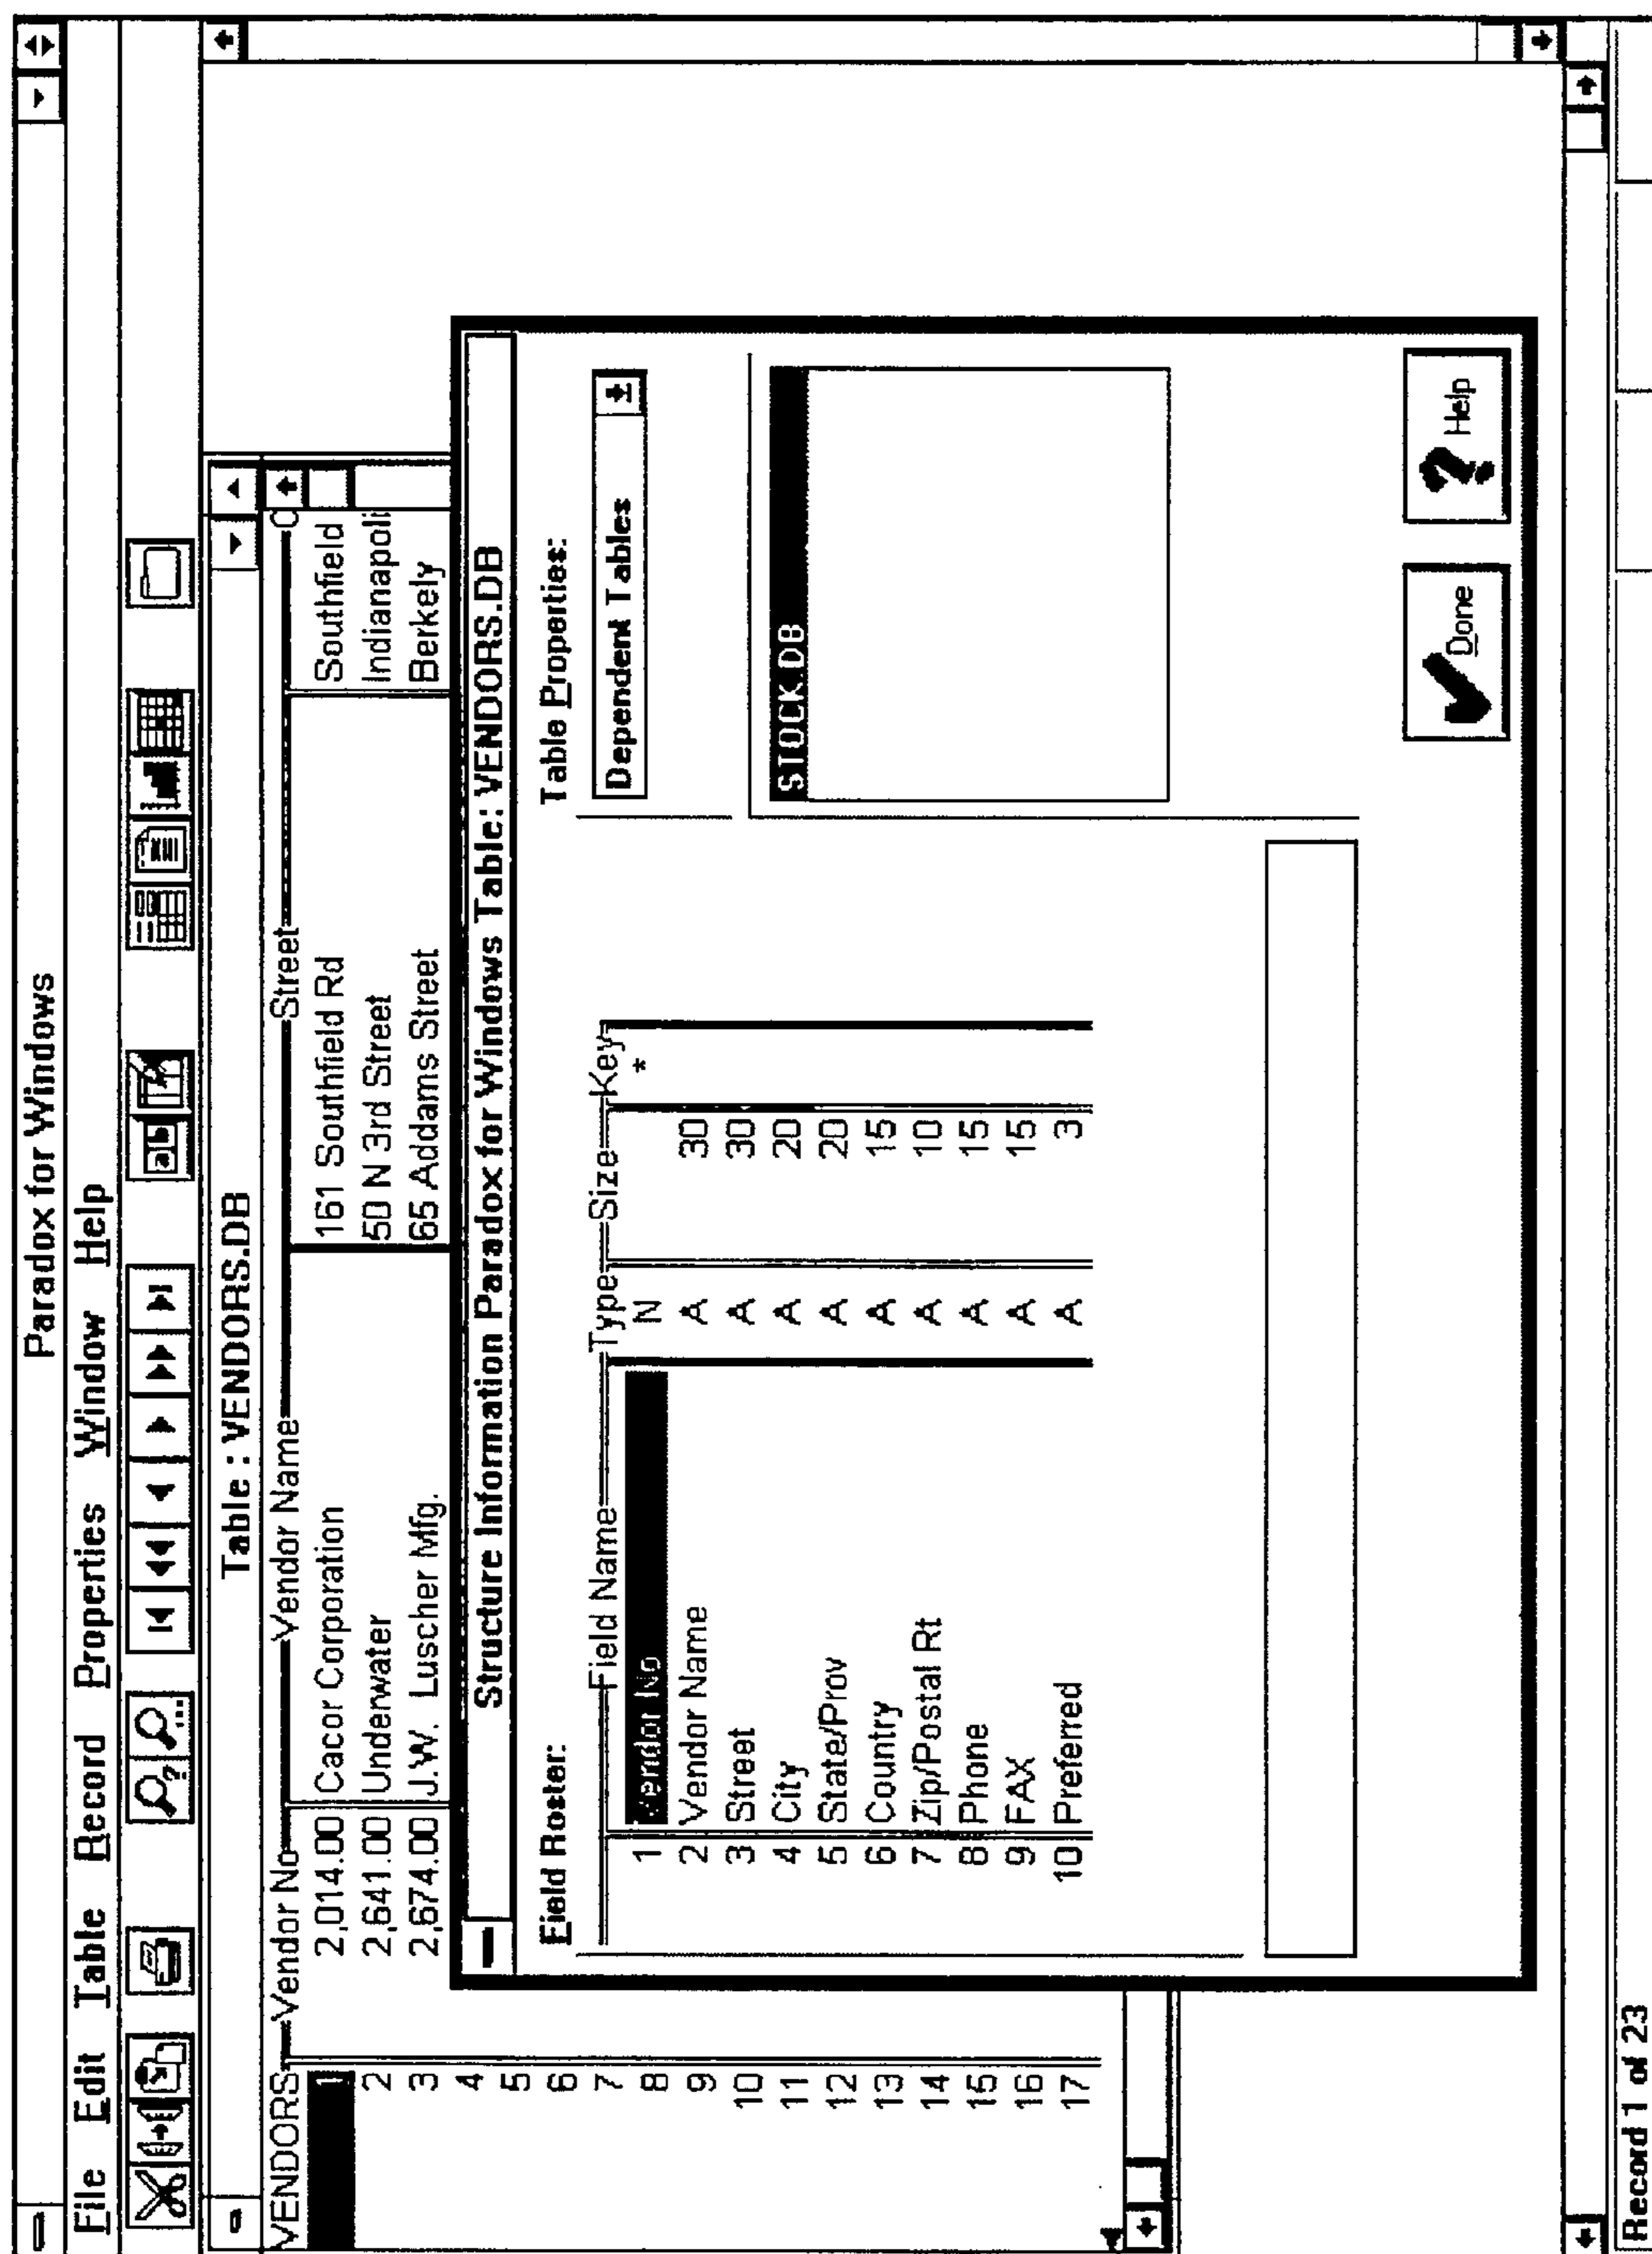 Paradox for Windows
File Edit Table Record Properties Window Help
ab
Table : VENDORS.DB
VENDORS Vendor No Vendor Name Street C
1 2,014.00 Cacor Corporation 161 Southfield Rd Southfield
2 2,641.00 Underwater 50 N 3rd Street Indianapoli
3 2,674.00 J.W. Luscher Mfg. 65 Addams Street Berkely
4
5
6
7
8
9
10
11
12
13
14
15
16
17
Structure Information Paradox for Windows Table: VENDORS.DB
Field Roster:
Field Name Type Size Key
1 Vendor No N *
2 Vendor Name A 30
3 Street A 30
4 City A 20
5 State/Prov A 20
6 Country A 15
7 Zip/Postal Rt A 10
8 Phone A 15
9 FAX A 15
10 Preferred A 3
Table Properties:
Dependent Tables
STOCK.DB
Done
? Help
Record 1 of 23